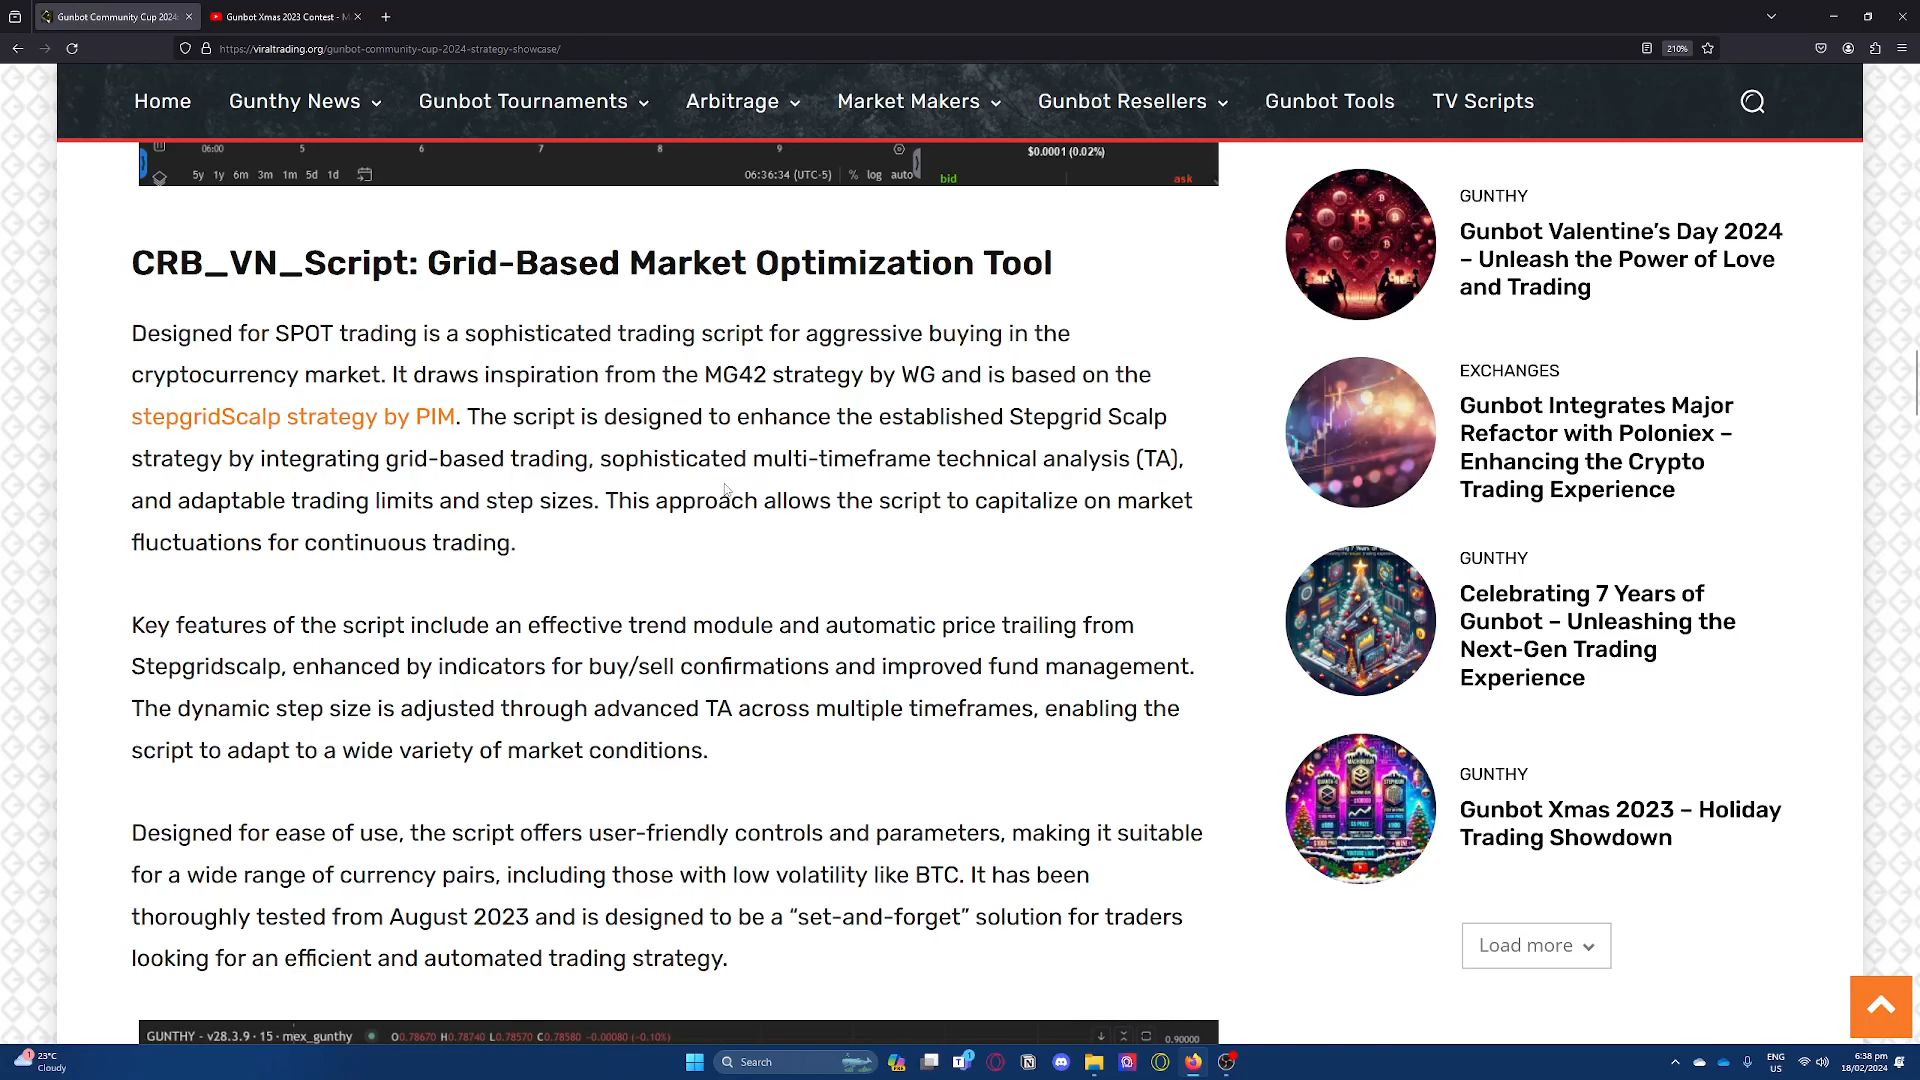 Gunbot Community Cup 2024:
Gunbot Xmas 2023 Contest - M
https://viraltrading.org/gunbot-community-cup-2024-strategy-showcase/
210%
Home
Gunthy News
Gunbot Tournaments
Arbitrage
Market Makers
Gunbot Resellers
Gunbot Tools
TV Scripts
06:00 5 6 7 8 9
$0.0001 (0.02%)
5y 1y 6m 3m 1m 5d 1d
06:36:34 (UTC-5) % log auto
bid
ask
CRB_VN_Script: Grid-Based Market Optimization Tool
Designed for SPOT trading is a sophisticated trading script for aggressive buying in the
cryptocurrency market. It draws inspiration from the MG42 strategy by WG and is based on the
stepgridScalp strategy by PIM. The script is designed to enhance the established Stepgrid Scalp
strategy by integrating grid-based trading, sophisticated multi-timeframe technical analysis (TA),
and adaptable trading limits and step sizes. This approach allows the script to capitalize on market
fluctuations for continuous trading.
Key features of the script include an effective trend module and automatic price trailing from
Stepgridscalp, enhanced by indicators for buy/sell confirmations and improved fund management.
The dynamic step size is adjusted through advanced TA across multiple timeframes, enabling the
script to adapt to a wide variety of market conditions.
Designed for ease of use, the script offers user-friendly controls and parameters, making it suitable
for a wide range of currency pairs, including those with low volatility like BTC. It has been
thoroughly tested from August 2023 and is designed to be a “set-and-forget” solution for traders
looking for an efficient and automated trading strategy.
GUNTHY - v28.3.9 · 15 · mex_gunthy
O0.78670 H0.78740 L0.78570 C0.78580 -0.00080 (-0.10%)
0.90000
GUNTHY
Gunbot Valentine’s Day 2024
– Unleash the Power of Love
and Trading
EXCHANGES
Gunbot Integrates Major
Refactor with Poloniex –
Enhancing the Crypto
Trading Experience
GUNTHY
Celebrating 7 Years of
Gunbot – Unleashing the
Next-Gen Trading
Experience
GUNTHY
Gunbot Xmas 2023 – Holiday
Trading Showdown
Load more
1
23°C
Cloudy
Search
ENG
US
6:38 pm
18/02/2024